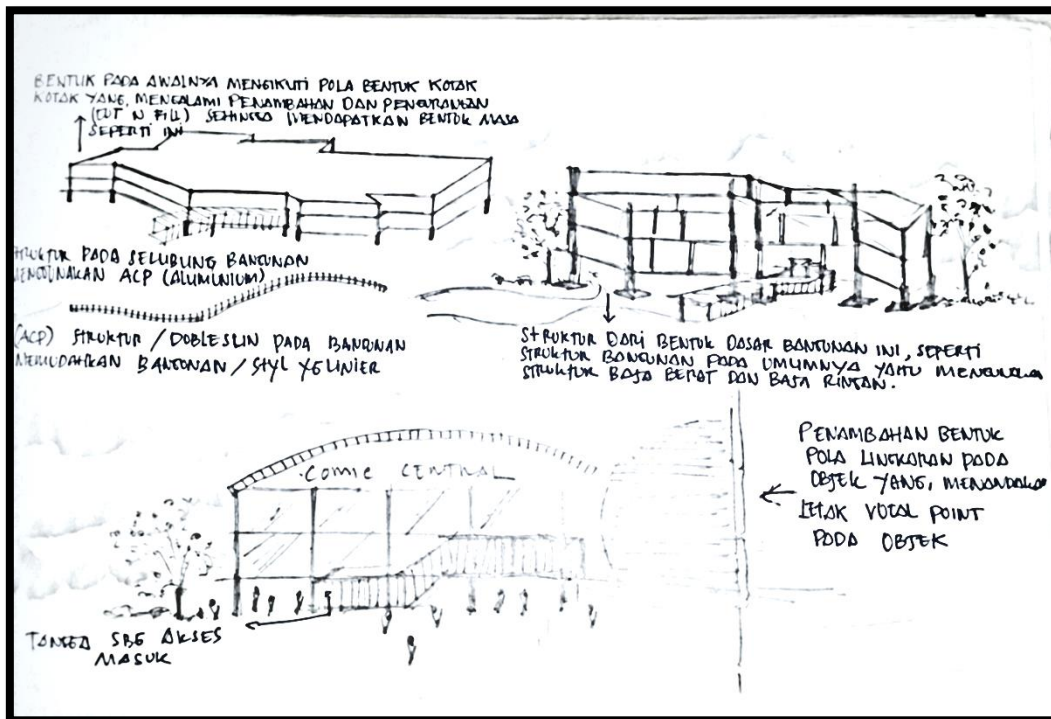 BENTUK PADA AWALNYA MENGIKUTI POLA BENTUK KOTAK
KOTAK YANG, MENGALAMI PENAMBAHAN DAN PENGURANGAN
(CUT N FILL) SEHINGGA MENDAPATKAN BENTUK MASA
SEPERTI INI
STRUKTUR PADA SELUBUNG BANGUNAN
MENGGUNAKAN ACP (ALUMUNIUM)
(ACP) STRUKTUR / DOBLESKIN PADA BANGUNAN
MEMUDAHKAN BANGUNAN /
STRUKTUR DARI BENTUK DASAR BANGUNAN INI, SEPERTI
STRUKTUR BANGUNAN PADA UMUMNYA YAITU
STRUKTUR BAJA BERAT DAN BAJA RINGAN.
COMIC CENTRAL
PENAMBAHAN BENTUK
POLA LINGKARAN PADA
OBJEK YANG, MENANDAKAN
LETAK VOCAL POINT
PADA OBJEK
TANGGA SBG AKSES
MASUK